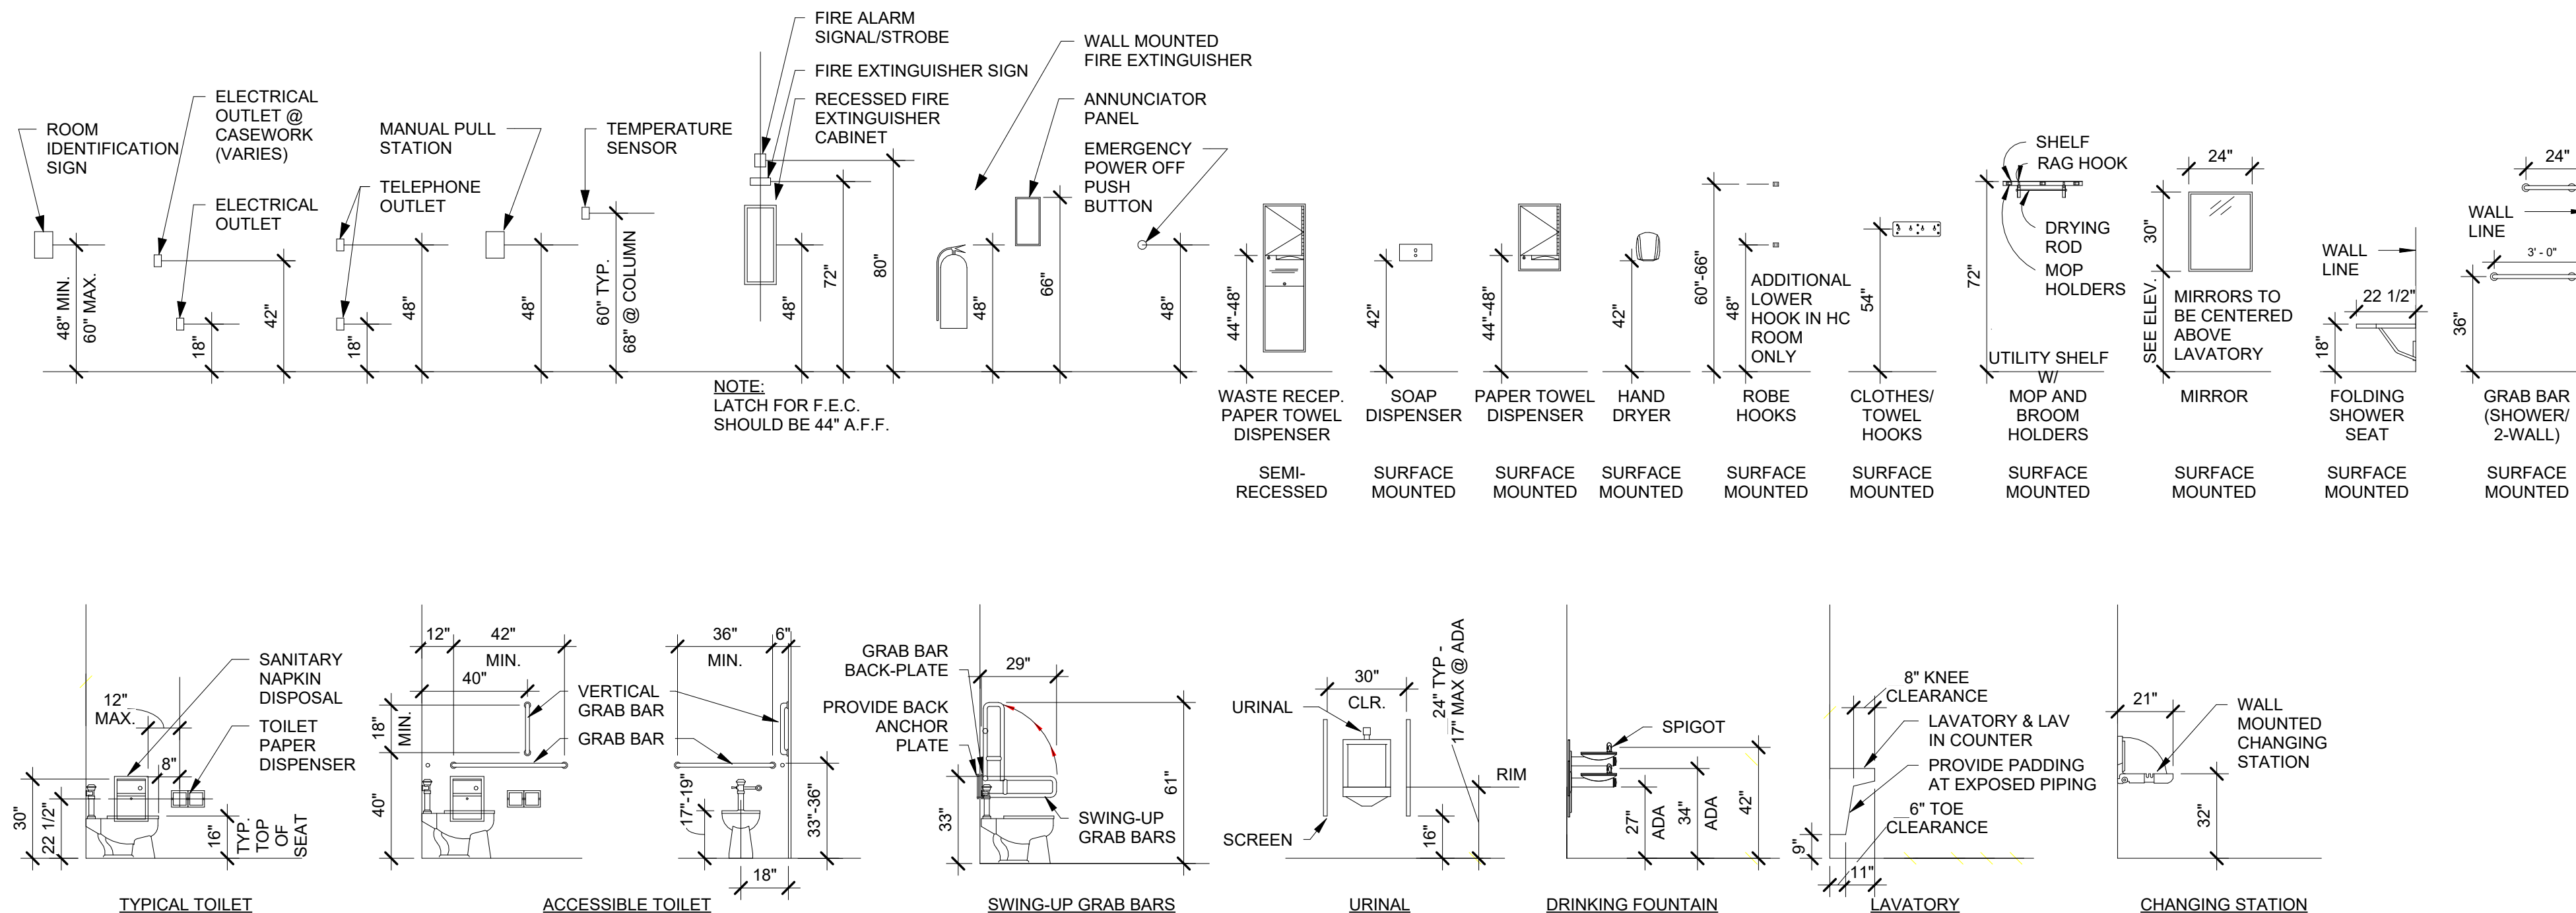 FIRE ALARM
SIGNAL/STROBE
FIRE EXTINGUISHER SIGN
RECESSED FIRE
EXTINGUISHER
CABINET
WALL MOUNTED
FIRE EXTINGUISHER
ANNUNCIATOR
PANEL
EMERGENCY
POWER OFF
PUSH
BUTTON
ROOM
IDENTIFICATION
SIGN
ELECTRICAL
OUTLET @
CASEWORK
(VARIES)
ELECTRICAL
OUTLET
MANUAL PULL
STATION
TELEPHONE
OUTLET
TEMPERATURE
SENSOR
48" MIN.
60" MAX.
18"
42"
18"
48"
48"
60" TYP.
68" @ COLUMN
48"
72"
80"
48"
66"
48"
NOTE:
LATCH FOR F.E.C.
SHOULD BE 44" A.F.F.
44"-48"
WASTE RECEP.
PAPER TOWEL
DISPENSER
SEMI-
RECESSED
42"
SOAP
DISPENSER
SURFACE
MOUNTED
44"-48"
PAPER TOWEL
DISPENSER
SURFACE
MOUNTED
42"
HAND
DRYER
SURFACE
MOUNTED
60"-66"
48"
ADDITIONAL
LOWER
HOOK IN HC
ROOM
ONLY
ROBE
HOOKS
SURFACE
MOUNTED
54"
CLOTHES/
TOWEL
HOOKS
SURFACE
MOUNTED
SHELF
RAG HOOK
DRYING
ROD
MOP
HOLDERS
72"
UTILITY SHELF
W/
MOP AND
BROOM
HOLDERS
SURFACE
MOUNTED
24"
30"
SEE ELEV.
MIRRORS TO
BE CENTERED
ABOVE
LAVATORY
MIRROR
SURFACE
MOUNTED
WALL
LINE
22 1/2"
18"
FOLDING
SHOWER
SEAT
SURFACE
MOUNTED
24"
WALL
LINE
3' - 0"
36"
GRAB BAR
(SHOWER/
2-WALL)
SURFACE
MOUNTED
SANITARY
NAPKIN
DISPOSAL
TOILET
PAPER
DISPENSER
12"
MAX.
8"
30"
22 1/2"
16"
TYP.
TOP
OF
SEAT
TYPICAL TOILET
12"
42"
MIN.
40"
18"
MIN.
40"
VERTICAL
GRAB BAR
GRAB BAR
36"
MIN.
6"
17"-19"
33"-36"
18"
ACCESSIBLE TOILET
GRAB BAR
BACK-PLATE
PROVIDE BACK
ANCHOR
PLATE
29"
33"
61"
SWING-UP
GRAB BARS
SWING-UP GRAB BARS
30"
CLR.
URINAL
SCREEN
16"
24" TYP -
17" MAX @ ADA
RIM
URINAL
SPIGOT
27"
ADA
34"
ADA
42"
DRINKING FOUNTAIN
8" KNEE
CLEARANCE
LAVATORY & LAV
IN COUNTER
PROVIDE PADDING
AT EXPOSED PIPING
6" TOE
CLEARANCE
9"
11"
LAVATORY
21"
WALL
MOUNTED
CHANGING
STATION
32"
CHANGING STATION